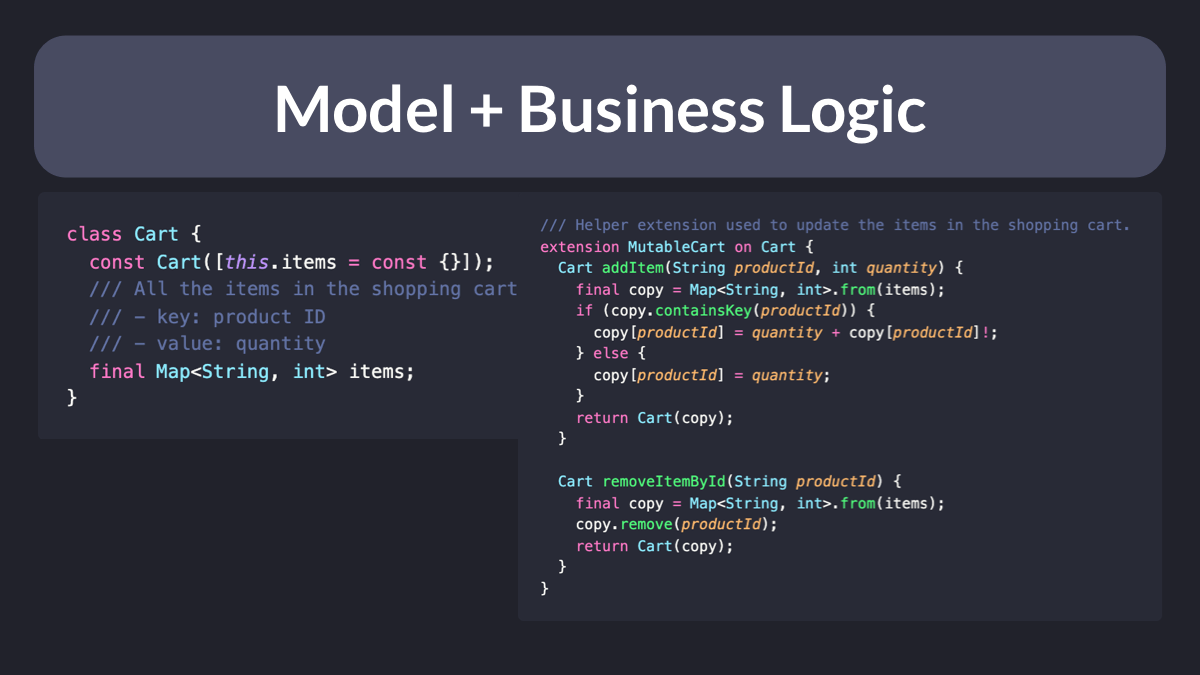 Model + Business Logic
class Cart {
  const Cart([this.items = const {}]);
  /// All the items in the shopping cart
  /// - key: product ID
  /// - value: quantity
  final Map<String, int> items;
}
/// Helper extension used to update the items in the shopping cart.
extension MutableCart on Cart {
  Cart addItem(String productId, int quantity) {
    final copy = Map<String, int>.from(items);
    if (copy.containsKey(productId)) {
      copy[productId] = quantity + copy[productId]!;
    } else {
      copy[productId] = quantity;
    }
    return Cart(copy);
  }
  Cart removeItemById(String productId) {
    final copy = Map<String, int>.from(items);
    copy.remove(productId);
    return Cart(copy);
  }
}